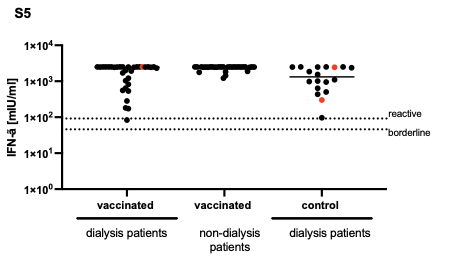 S5
IFN-ã [mIU/ml]
1×10⁴
1×10³
1×10²
1×10¹
1×10⁰
reactive
borderline
vaccinated
vaccinated
control
dialysis patients
non-dialysis
patients
dialysis patients